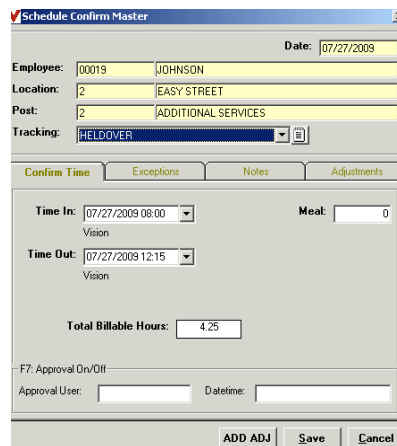 Schedule Confirm Master
Date: 07/27/2009
Employee: 00019 JOHNSON
Location: 2 EASY STREET
Post: 2 ADDITIONAL SERVICES
Tracking: HELDOVER
Confirm Time Exceptions Notes Adjustments
Time In: 07/27/2009 08:00 Meal: 0
Vision
Time Out: 07/27/2009 12:15
Vision
Total Billable Hours: 4.25
F7: Approval On/Off
Approval User: Datetime:
ADD ADJ Save Cancel